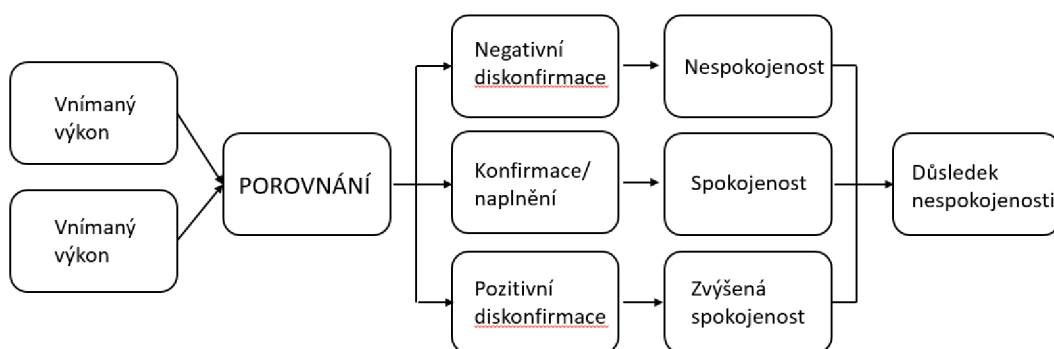 Vnímaný
výkon
Vnímaný
výkon
POROVNÁNÍ
Negativní
diskonfirmace
Konfirmace/
naplnění
Pozitivní
diskonfirmace
Nespokojenost
Spokojenost
Zvýšená
spokojenost
Důsledek
nespokojenosti